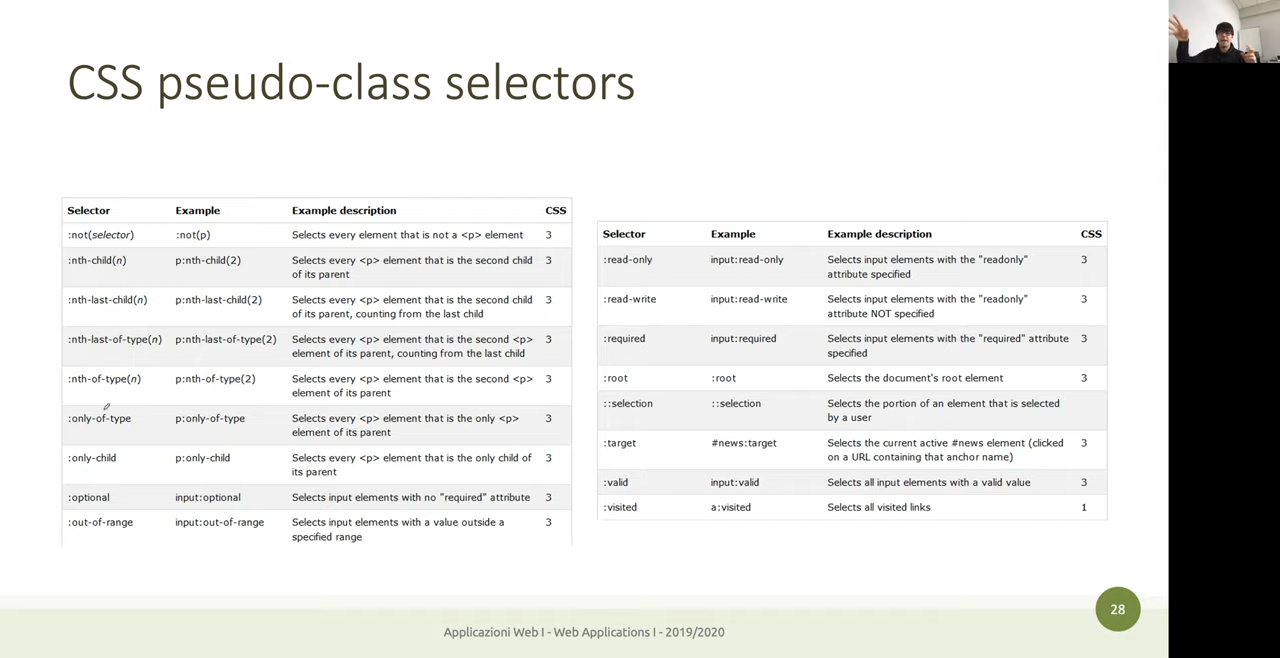 CSS pseudo-class selectors
Selector Example Example description CSS
:not(selector) :not(p) Selects every element that is not a <p> element 3
:nth-child(n) p:nth-child(2) Selects every <p> element that is the second child 3
of its parent
:nth-last-child(n) p:nth-last-child(2) Selects every <p> element that is the second child 3
of its parent, counting from the last child
:nth-last-of-type(n) p:nth-last-of-type(2) Selects every <p> element that is the second <p> 3
element of its parent, counting from the last child
:nth-of-type(n) p:nth-of-type(2) Selects every <p> element that is the second <p> 3
element of its parent
:only-of-type p:only-of-type Selects every <p> element that is the only <p> 3
element of its parent
:only-child p:only-child Selects every <p> element that is the only child of 3
its parent
:optional input:optional Selects input elements with no "required" attribute 3
:out-of-range input:out-of-range Selects input elements with a value outside a 3
specified range
Selector Example Example description CSS
:read-only input:read-only Selects input elements with the "readonly" 3
attribute specified
:read-write input:read-write Selects input elements with the "readonly" 3
attribute NOT specified
:required input:required Selects input elements with the "required" attribute 3
specified
:root :root Selects the document's root element 3
::selection ::selection Selects the portion of an element that is selected
by a user
:target #news:target Selects the current active #news element (clicked 3
on a URL containing that anchor name)
:valid input:valid Selects all input elements with a valid value 3
:visited a:visited Selects all visited links 1
28
Applicazioni Web I - Web Applications I - 2019/2020